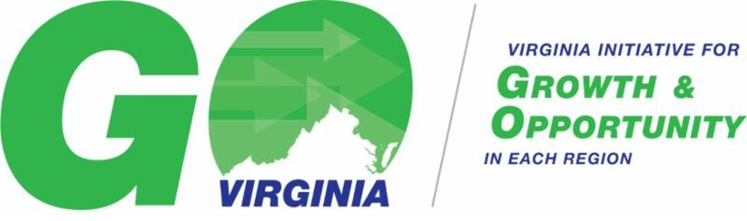 GO
VIRGINIA
VIRGINIA INITIATIVE FOR
GROWTH &
OPPORTUNITY
IN EACH REGION